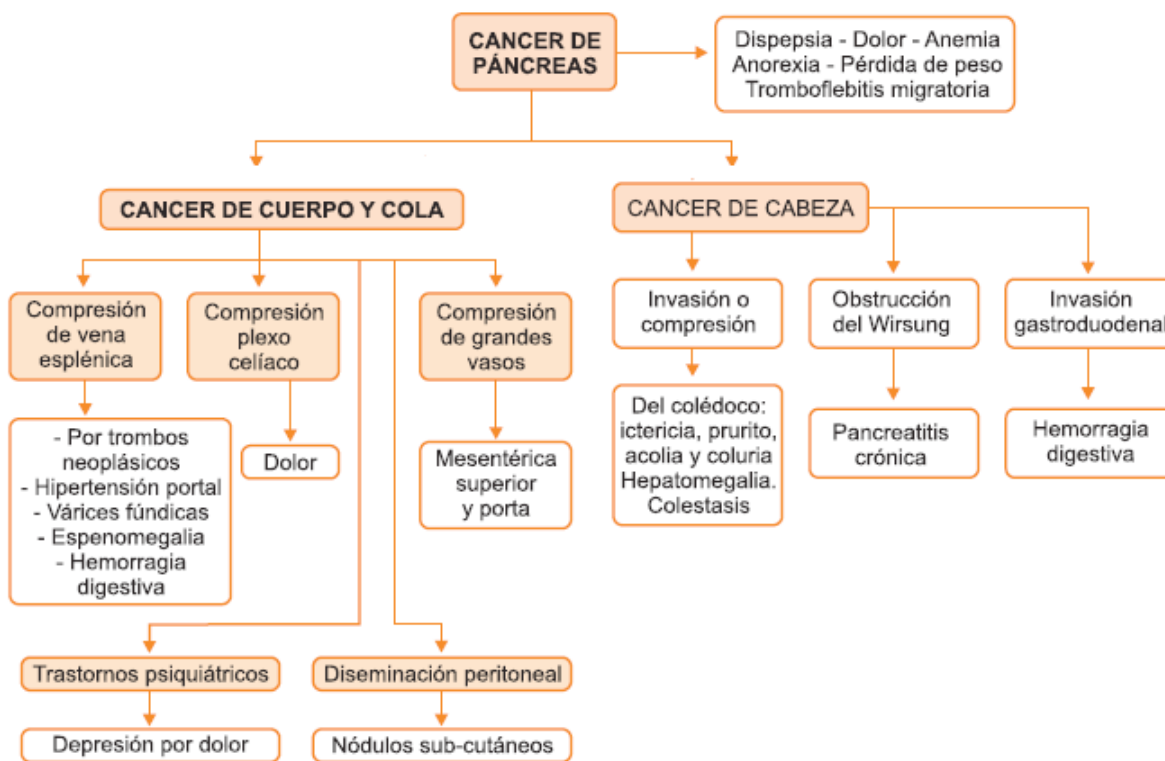 CANCER DE
PÁNCREAS
Dispepsia - Dolor - Anemia
Anorexia - Pérdida de peso
Tromboflebitis migratoria
CANCER DE CUERPO Y COLA
CANCER DE CABEZA
Compresión
de vena
esplénica
Compresión
plexo
celíaco
Compresión
de grandes
vasos
Invasión o
compresión
Obstrucción
del Wirsung
Invasión
gastroduodenal
- Por trombos
neoplásicos
- Hipertensión portal
- Várices fúndicas
- Espenomegalia
- Hemorragia
digestiva
Dolor
Mesentérica
superior
y porta
Del colédoco:
ictericia, prurito,
acolia y coluria
Hepatomegalia.
Colestasis
Pancreatitis
crónica
Hemorragia
digestiva
Trastornos psiquiátricos
Diseminación peritoneal
Depresión por dolor
Nódulos sub-cutáneos